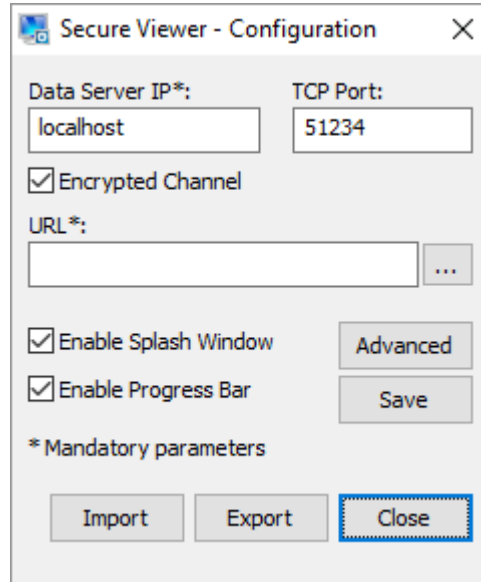 Secure Viewer - Configuration
Data Server IP*: TCP Port:
localhost 51234
Encrypted Channel
URL*:
...
Enable Splash Window Advanced
Enable Progress Bar Save
* Mandatory parameters
Import Export Close